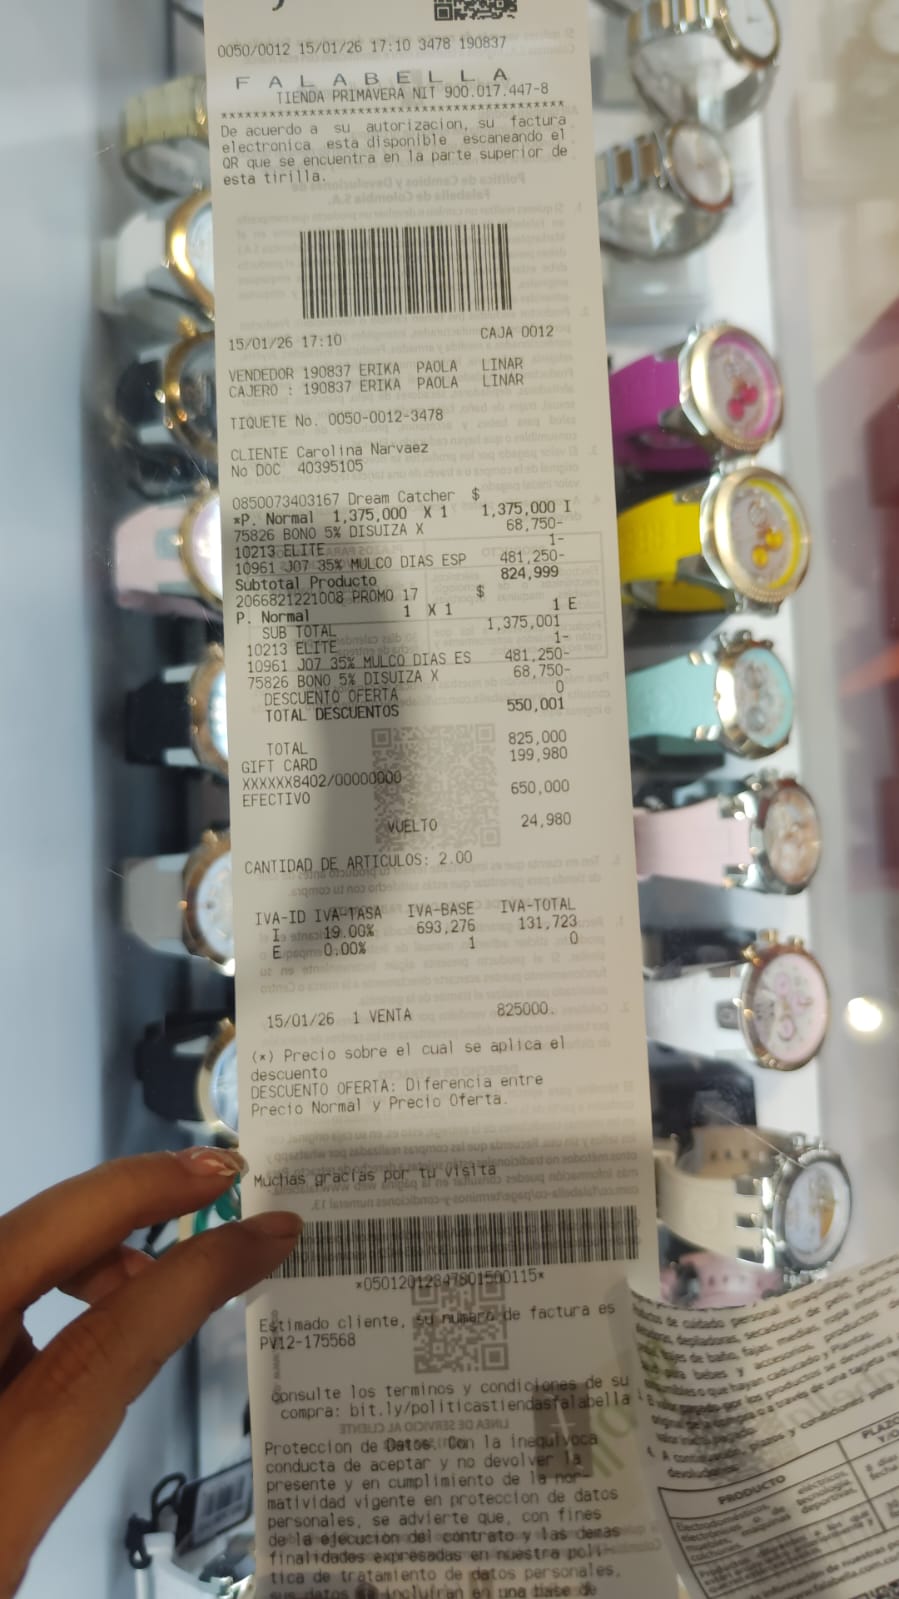 0050/0012 15/01/26 17:10 3478 190837
FALABELLA
TIENDA PRIMAVERA NIT 900.017.447-8
****************************************
De acuerdo a su autorizacion, su factura
electronica esta disponible escaneando el
QR que se encuentra en la parte superior de
esta tirilla.
15/01/26 17:10 CAJA 0012
VENDEDOR 190837 ERIKA PAOLA LINAR
CAJERO : 190837 ERIKA PAOLA LINAR
TIQUETE No. 0050-0012-3478
CLIENTE Carolina Narvaez
No DOC 40395105
0850073403167 Dream Catcher $
*P. Normal 1,375,000 X 1 1,375,000 I
75826 BONO 5% DISUIZA X 68,750-
10213 ELITE 1-
10961 J07 35% MULCO DIAS ESP 481,250-
Subtotal Producto 824,999
2066821221008 PROMO 17 $
P. Normal 1 X 1 1 E
SUB TOTAL 1,375,001
10213 ELITE 1-
10961 J07 35% MULCO DIAS ES 481,250-
75826 BONO 5% DISUIZA X 68,750-
DESCUENTO OFERTA 0
TOTAL DESCUENTOS 550,001
TOTAL 825,000
GIFT CARD 199,980
XXXXXX8402/00000000
EFECTIVO 650,000
VUELTO 24,980
CANTIDAD DE ARTICULOS: 2.00
IVA-ID IVA-TASA IVA-BASE IVA-TOTAL
I 19.00% 693,276 131,723
E 0.00% 1 0
15/01/26 1 VENTA 825000.
(*) Precio sobre el cual se aplica el
descuento
DESCUENTO OFERTA: Diferencia entre
Precio Normal y Precio Oferta.
Muchas gracias por tu visita
*05012012847801500115*
Estimado cliente, su numero de factura es
PV12-175568
Consulte los terminos y condiciones de su
compra: bit.ly/politicastiendasfalabella
Proteccion de Datos. Con la inequivoca
conducta de aceptar y no devolver la
presente y en cumplimiento de la nor-
matividad vigente en proteccion de datos
personales, se advierte que, con fines
de la ejecucion del contrato y las demas
finalidades expresadas en nuestra poli-
tica de tratamiento de datos personales,
sus datos se incluiran en una base de
PRODUCTO